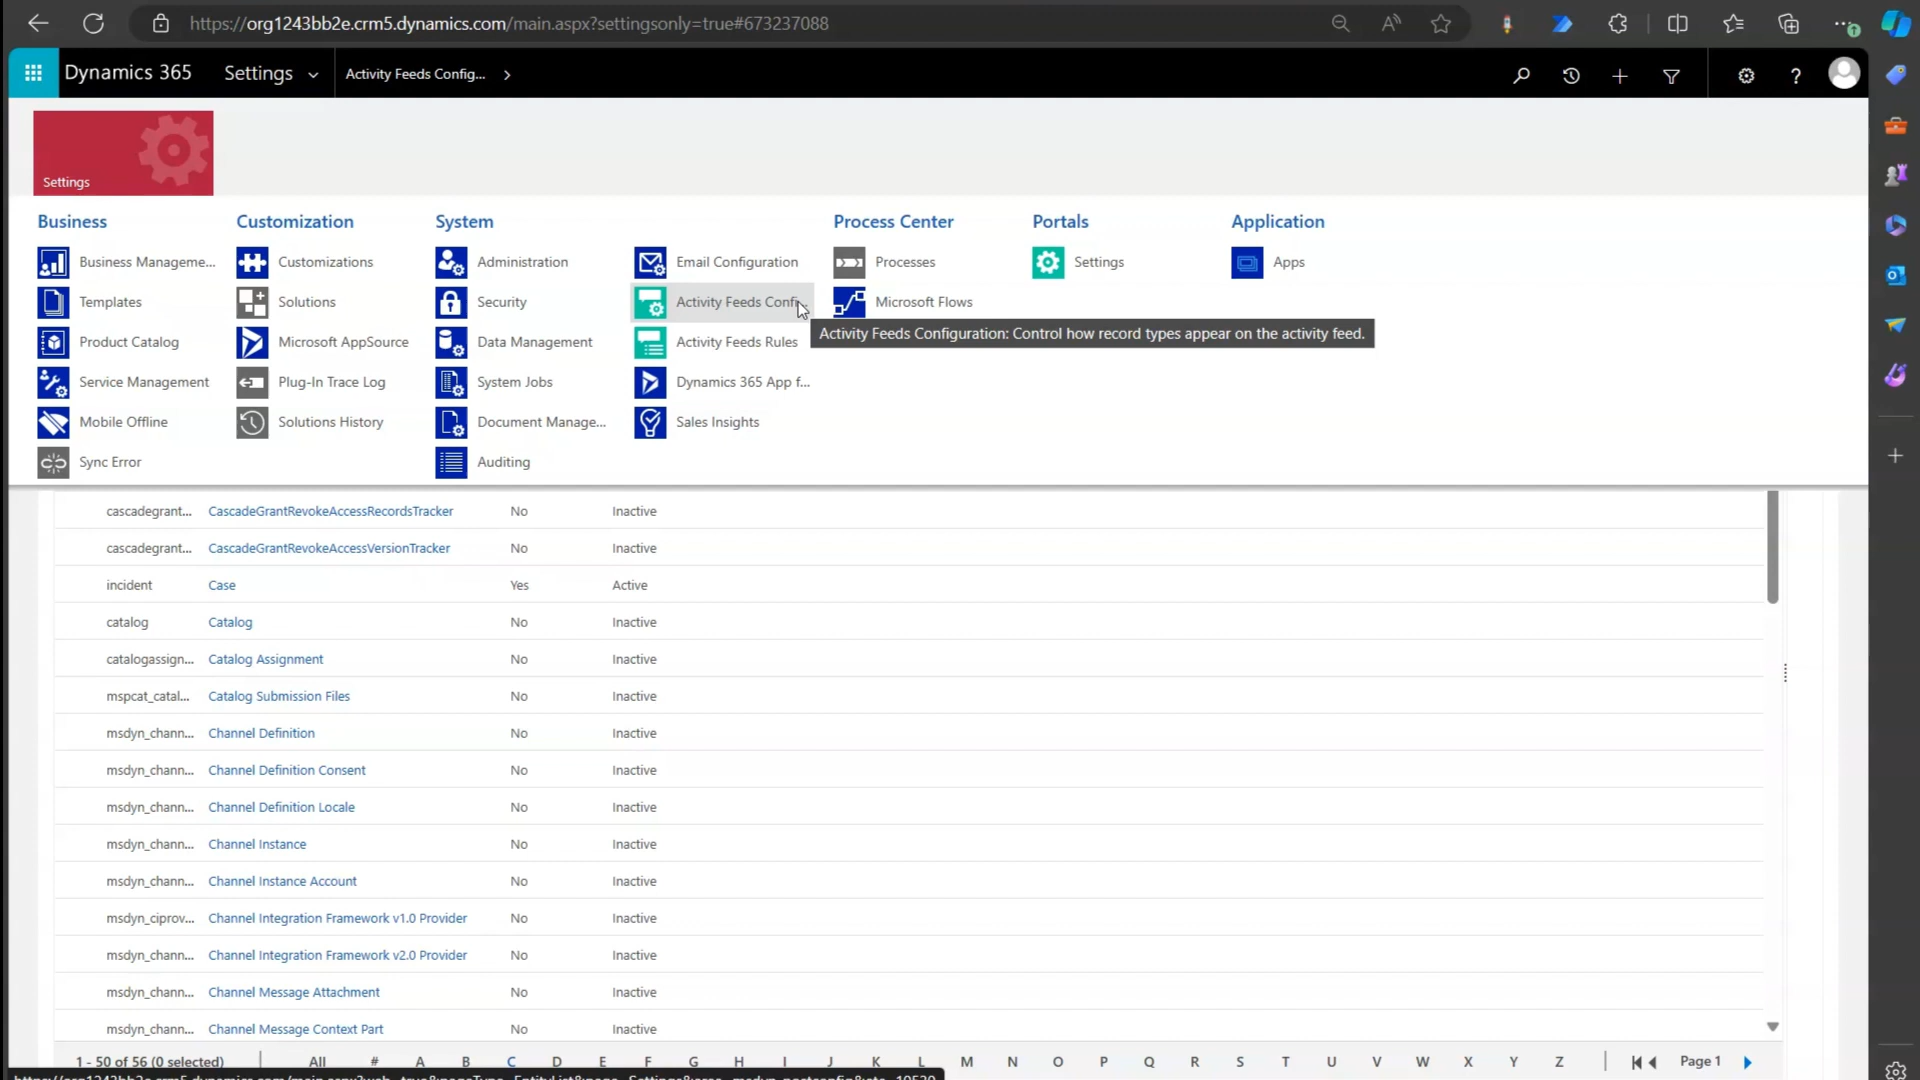 https://org1243bb2e.crm5.dynamics.com/main.aspx?settingsonly=true#673237088
Dynamics 365 Settings Activity Feeds Config...
Settings
Business Customization System Process Center Portals Application
Business Manageme... Customizations Administration Email Configuration Processes Settings Apps
Templates Solutions Security Activity Feeds Confi... Microsoft Flows
Activity Feeds Configuration: Control how record types appear on the activity feed.
Product Catalog Microsoft AppSource Data Management Activity Feeds Rules
Service Management Plug-In Trace Log System Jobs Dynamics 365 App f...
Mobile Offline Solutions History Document Manage... Sales Insights
Sync Error Auditing
cascadegrant... CascadeGrantRevokeAccessRecordsTracker No Inactive
cascadegrant... CascadeGrantRevokeAccessVersionTracker No Inactive
incident Case Yes Active
catalog Catalog No Inactive
catalogassign... Catalog Assignment No Inactive
mspcat_catal... Catalog Submission Files No Inactive
msdyn_chann... Channel Definition No Inactive
msdyn_chann... Channel Definition Consent No Inactive
msdyn_chann... Channel Definition Locale No Inactive
msdyn_chann... Channel Instance No Inactive
msdyn_chann... Channel Instance Account No Inactive
msdyn_ciprov... Channel Integration Framework v1.0 Provider No Inactive
msdyn_chann... Channel Integration Framework v2.0 Provider No Inactive
msdyn_chann... Channel Message Attachment No Inactive
msdyn_chann... Channel Message Context Part No Inactive
1 - 50 of 56 (0 selected) All # A B C D E F G H I J K L M N O P Q R S T U V W X Y Z Page 1